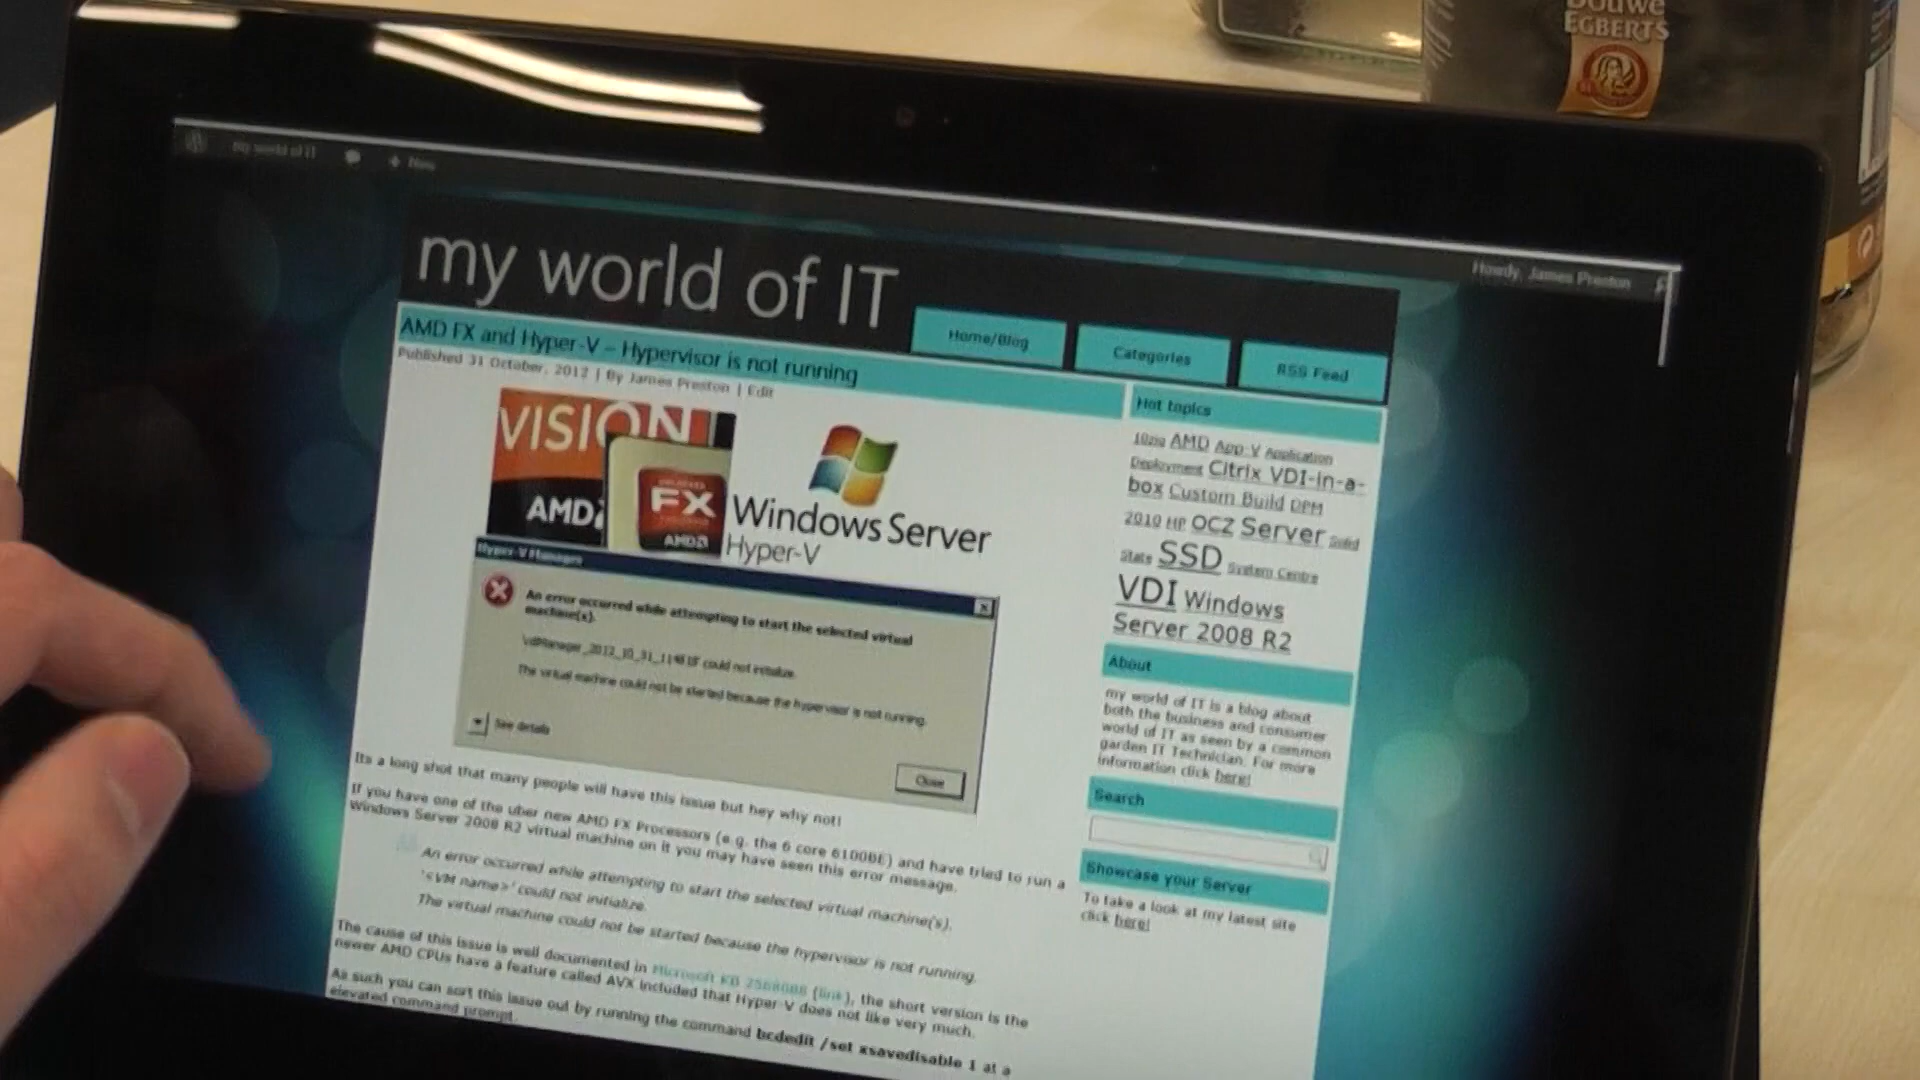 Douwe
EGBERTS
My world of IT
New
Howdy, James Preston
my world of IT
Home/Blog
Categories
RSS Feed
AMD FX and Hyper-V – Hypervisor is not running
Published 31 October, 2012 | By James Preston | Edit
VISION
AMD
FX
AMD
Windows Server
Hyper-V
Hyper-V Manager
An error occurred while attempting to start the selected virtual
machine(s).
could not initialize.
The virtual machine could not be started because the hypervisor is not running.
See details
Close
Its a long shot that many people will have this issue but hey why not!
If you have one of the uber new AMD FX Processors (e.g. the 6 core 6100BE) and have tried to run a
Windows Server 2008 R2 virtual machine on it you may have seen this error message.
An error occurred while attempting to start the selected virtual machine(s).
'<VM name>' could not initialize.
The virtual machine could not be started because the hypervisor is not running.
The cause of this issue is well documented in Microsoft KB 2568088 (link), the short version is the
newer AMD CPUs have a feature called AVX included that Hyper-V does not like very much.
As such you can sort this issue out by running the command bcdedit /set xsavedisable 1 at a
elevated command prompt.
Hot topics
10zig AMD App-V Application
Deployment Citrix VDI-in-a-
box Custom Build DPM
2010 HP OCZ Server Solid
State SSD System Centre
VDI Windows
Server 2008 R2
About
my world of IT is a blog about
both the business and consumer
world of IT as seen by a common
garden IT Technician. For more
information click here!
Search
Showcase your Server
To take a look at my latest site
click here!